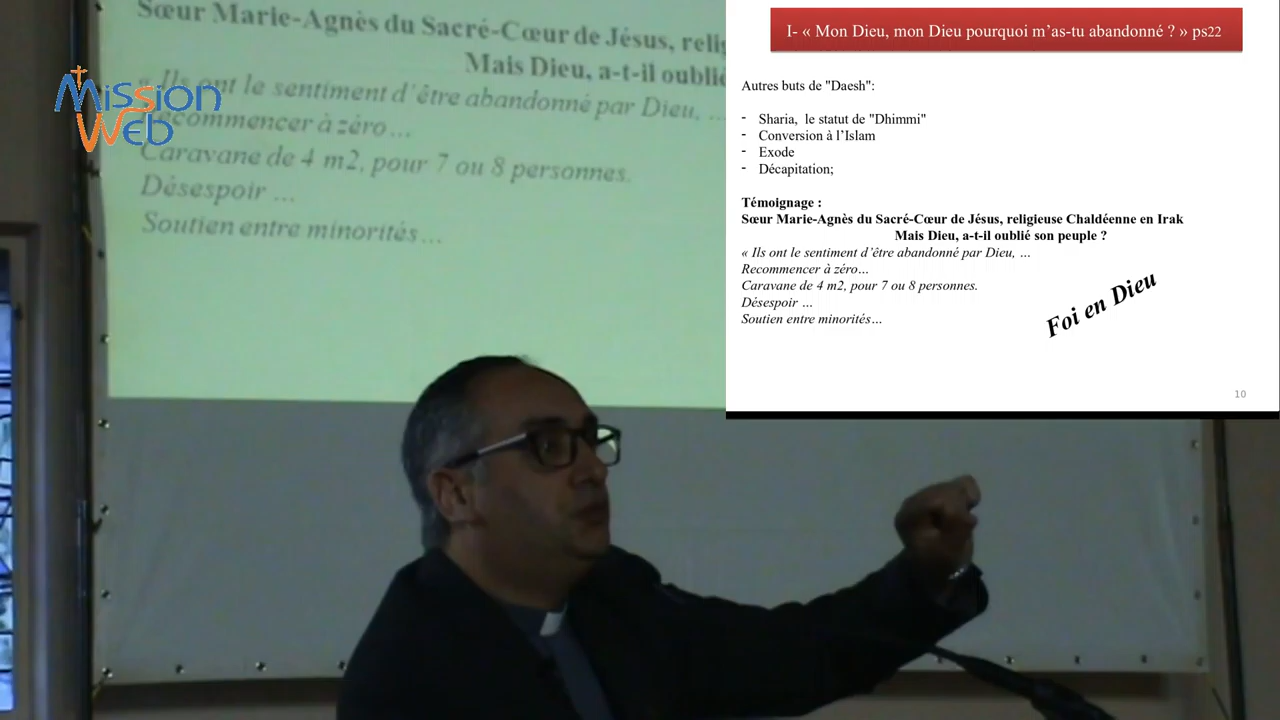 Sœur Marie-Agnès du Sacré-Cœur de Jésus, relig
Mais Dieu, a-t-il oublié
« Ils ont le sentiment d’être abandonné par Dieu, …
Recommencer à zéro…
Caravane de 4 m2, pour 7 ou 8 personnes.
Désespoir …
Soutien entre minorités…
Mission
Web
I- « Mon Dieu, mon Dieu pourquoi m’as-tu abandonné ? » ps22
Autres buts de "Daesh":
- Sharia, le statut de "Dhimmi"
- Conversion à l’Islam
- Exode
- Décapitation;
Témoignage :
Sœur Marie-Agnès du Sacré-Cœur de Jésus, religieuse Chaldéenne en Irak
Mais Dieu, a-t-il oublié son peuple ?
« Ils ont le sentiment d’être abandonné par Dieu, …
Recommencer à zéro…
Caravane de 4 m2, pour 7 ou 8 personnes.
Désespoir …
Soutien entre minorités…
Foi en Dieu
10